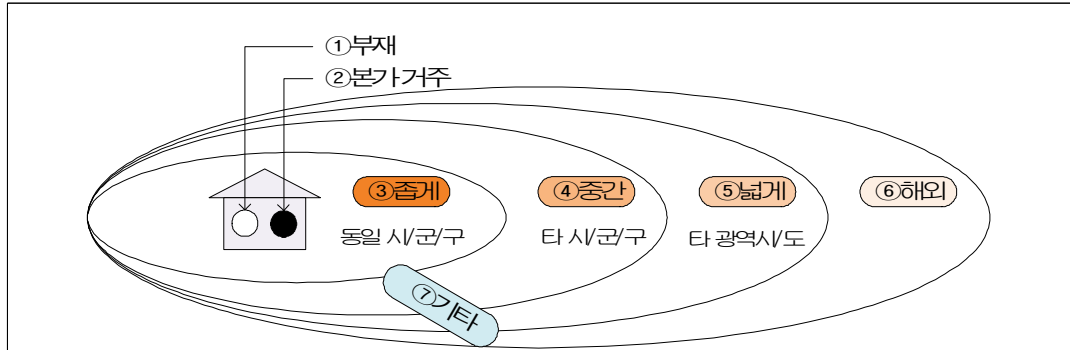 ①부재
②본가 거주
③좁게
④중간
⑤넓게
⑥해외
동일 시/군/구
타 시/군/구
타 광역시/도
⑦기타